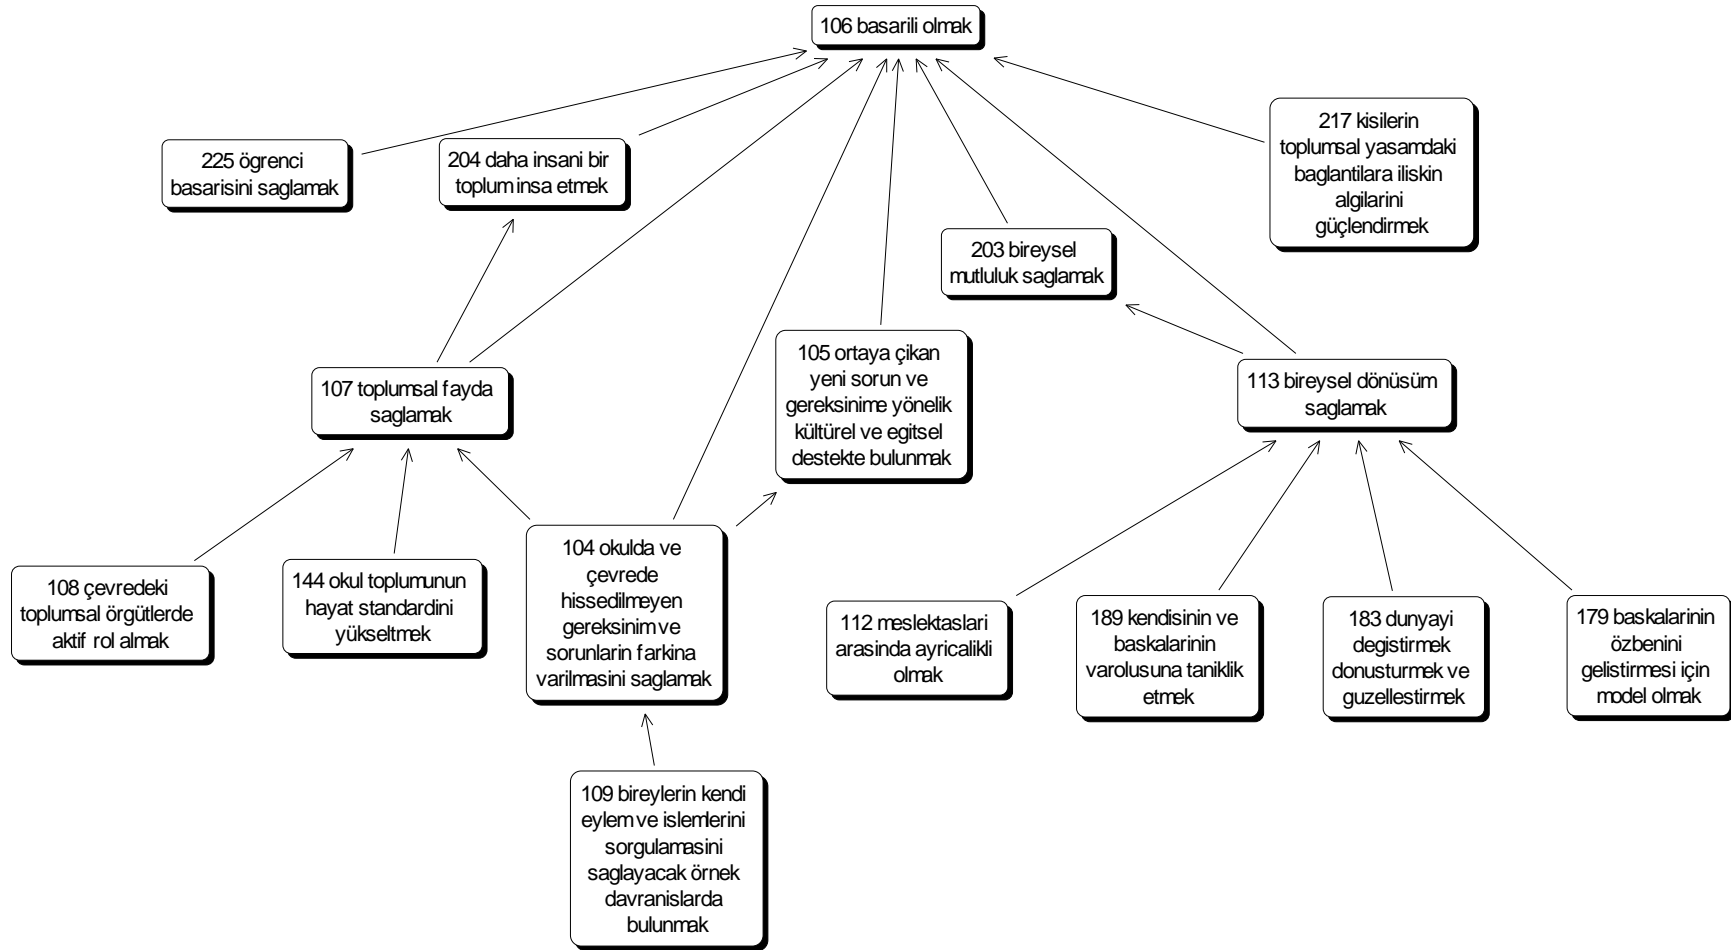 106 basarili olmak
225 ögrenci
basarisini saglamak
204 daha insani bir
toplum insa etmek
217 kisilerin
toplumsal yasamdaki
baglantilara iliskin
algilarini
güçlendirmek
203 bireysel
mutluluk saglamak
107 toplumsal fayda
saglamak
105 ortaya çikan
yeni sorun ve
gereksinime yönelik
kültürel ve egitsel
destekte bulunmak
113 bireysel dönüsüm
saglamak
108 çevredeki
toplumsal örgütlerde
aktif rol almak
144 okul toplumunun
hayat standardini
yükseltmek
104 okulda ve
çevrede
hissedilmeyen
gereksinim ve
sorunlarin farkina
varilmasini saglamak
112 meslektaslari
arasinda ayricalikli
olmak
189 kendisinin ve
baskalarinin
varolusuna taniklik
etmek
183 dunyayi
degistirmek
donusturmek ve
guzellestirmek
179 baskalarinin
özbenini
gelistirmesi için
model olmak
109 bireylerin kendi
eylem ve islemlerini
sorgulamasini
saglayacak örnek
davranislarda
bulunmak